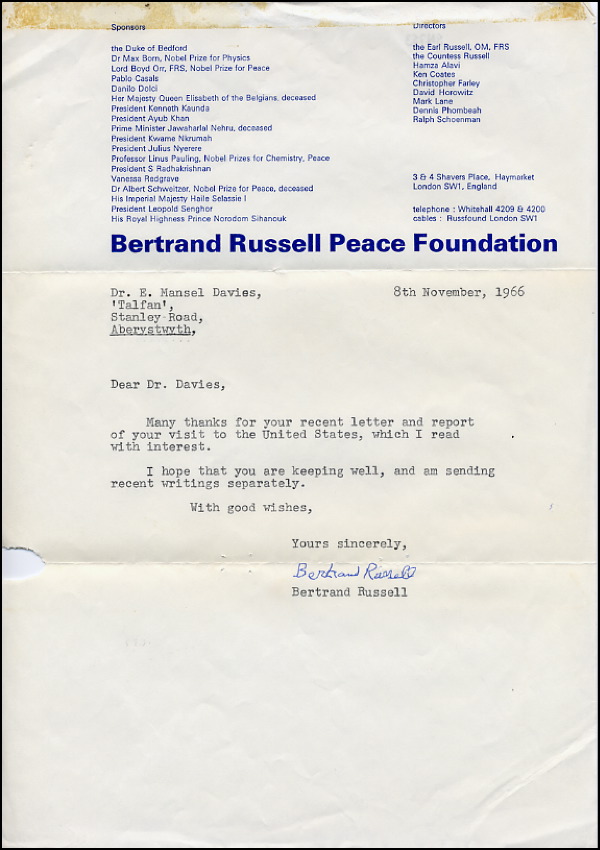 Sponsors
the Duke of Bedford
Dr Max Born, Nobel Prize for Physics
Lord Boyd Orr, FRS, Nobel Prize for Peace
Pablo Casals
Danilo Dolci
Her Majesty Queen Elisabeth of the Belgians, deceased
President Kenneth Kaunda
President Ayub Khan
Prime Minister Jawaharlal Nehru, deceased
President Kwame Nkrumah
President Julius Nyerere
Professor Linus Pauling, Nobel Prizes for Chemistry, Peace
President S Radhakrishnan
Vanessa Redgrave
Dr Albert Schweitzer, Nobel Prize for Peace, deceased
His Imperial Majesty Haile Selassie I
President Leopold Senghor
His Royal Highness Prince Norodom Sihanouk
Directors
the Earl Russell, OM, FRS
the Countess Russell
Hamza Alavi
Ken Coates
Christopher Farley
David Horowitz
Mark Lane
Dennis Phombeah
Ralph Schoenman
3 & 4 Shavers Place, Haymarket
London SW1, England
telephone : Whitehall 4209 & 4200
cables : Russfound London SW1
Bertrand Russell Peace Foundation
Dr. E. Mansel Davies,
'Talfan',
Stanley Road,
Aberystwyth,
8th November, 1966
Dear Dr. Davies,
Many thanks for your recent letter and report
of your visit to the United States, which I read
with interest.
I hope that you are keeping well, and am sending
recent writings separately.
With good wishes,
Yours sincerely,
Bertrand Russell
Bertrand Russell